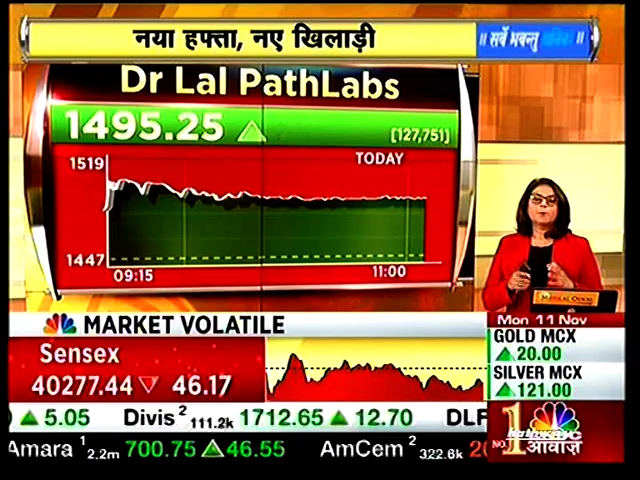 नया हफ्ता, नए खिलाड़ी
॥ सर्वे भवन्तु
Dr Lal PathLabs
1495.25 ▲ [127,751]
1519 TODAY
1447
09:15 11:00
MARKET VOLATILE
Mon 11 Nov
Sensex
40277.44 ▼ 46.17
GOLD MCX
▲ 20.00
SILVER MCX
▲ 121.00
▲ 5.05 Divis² 111.2k 1712.65 ▲ 12.70 DLF
Amara ¹ 2.2m 700.75 ▲ 46.55 AmCem ² 322.6k
NO.1
आवाज़